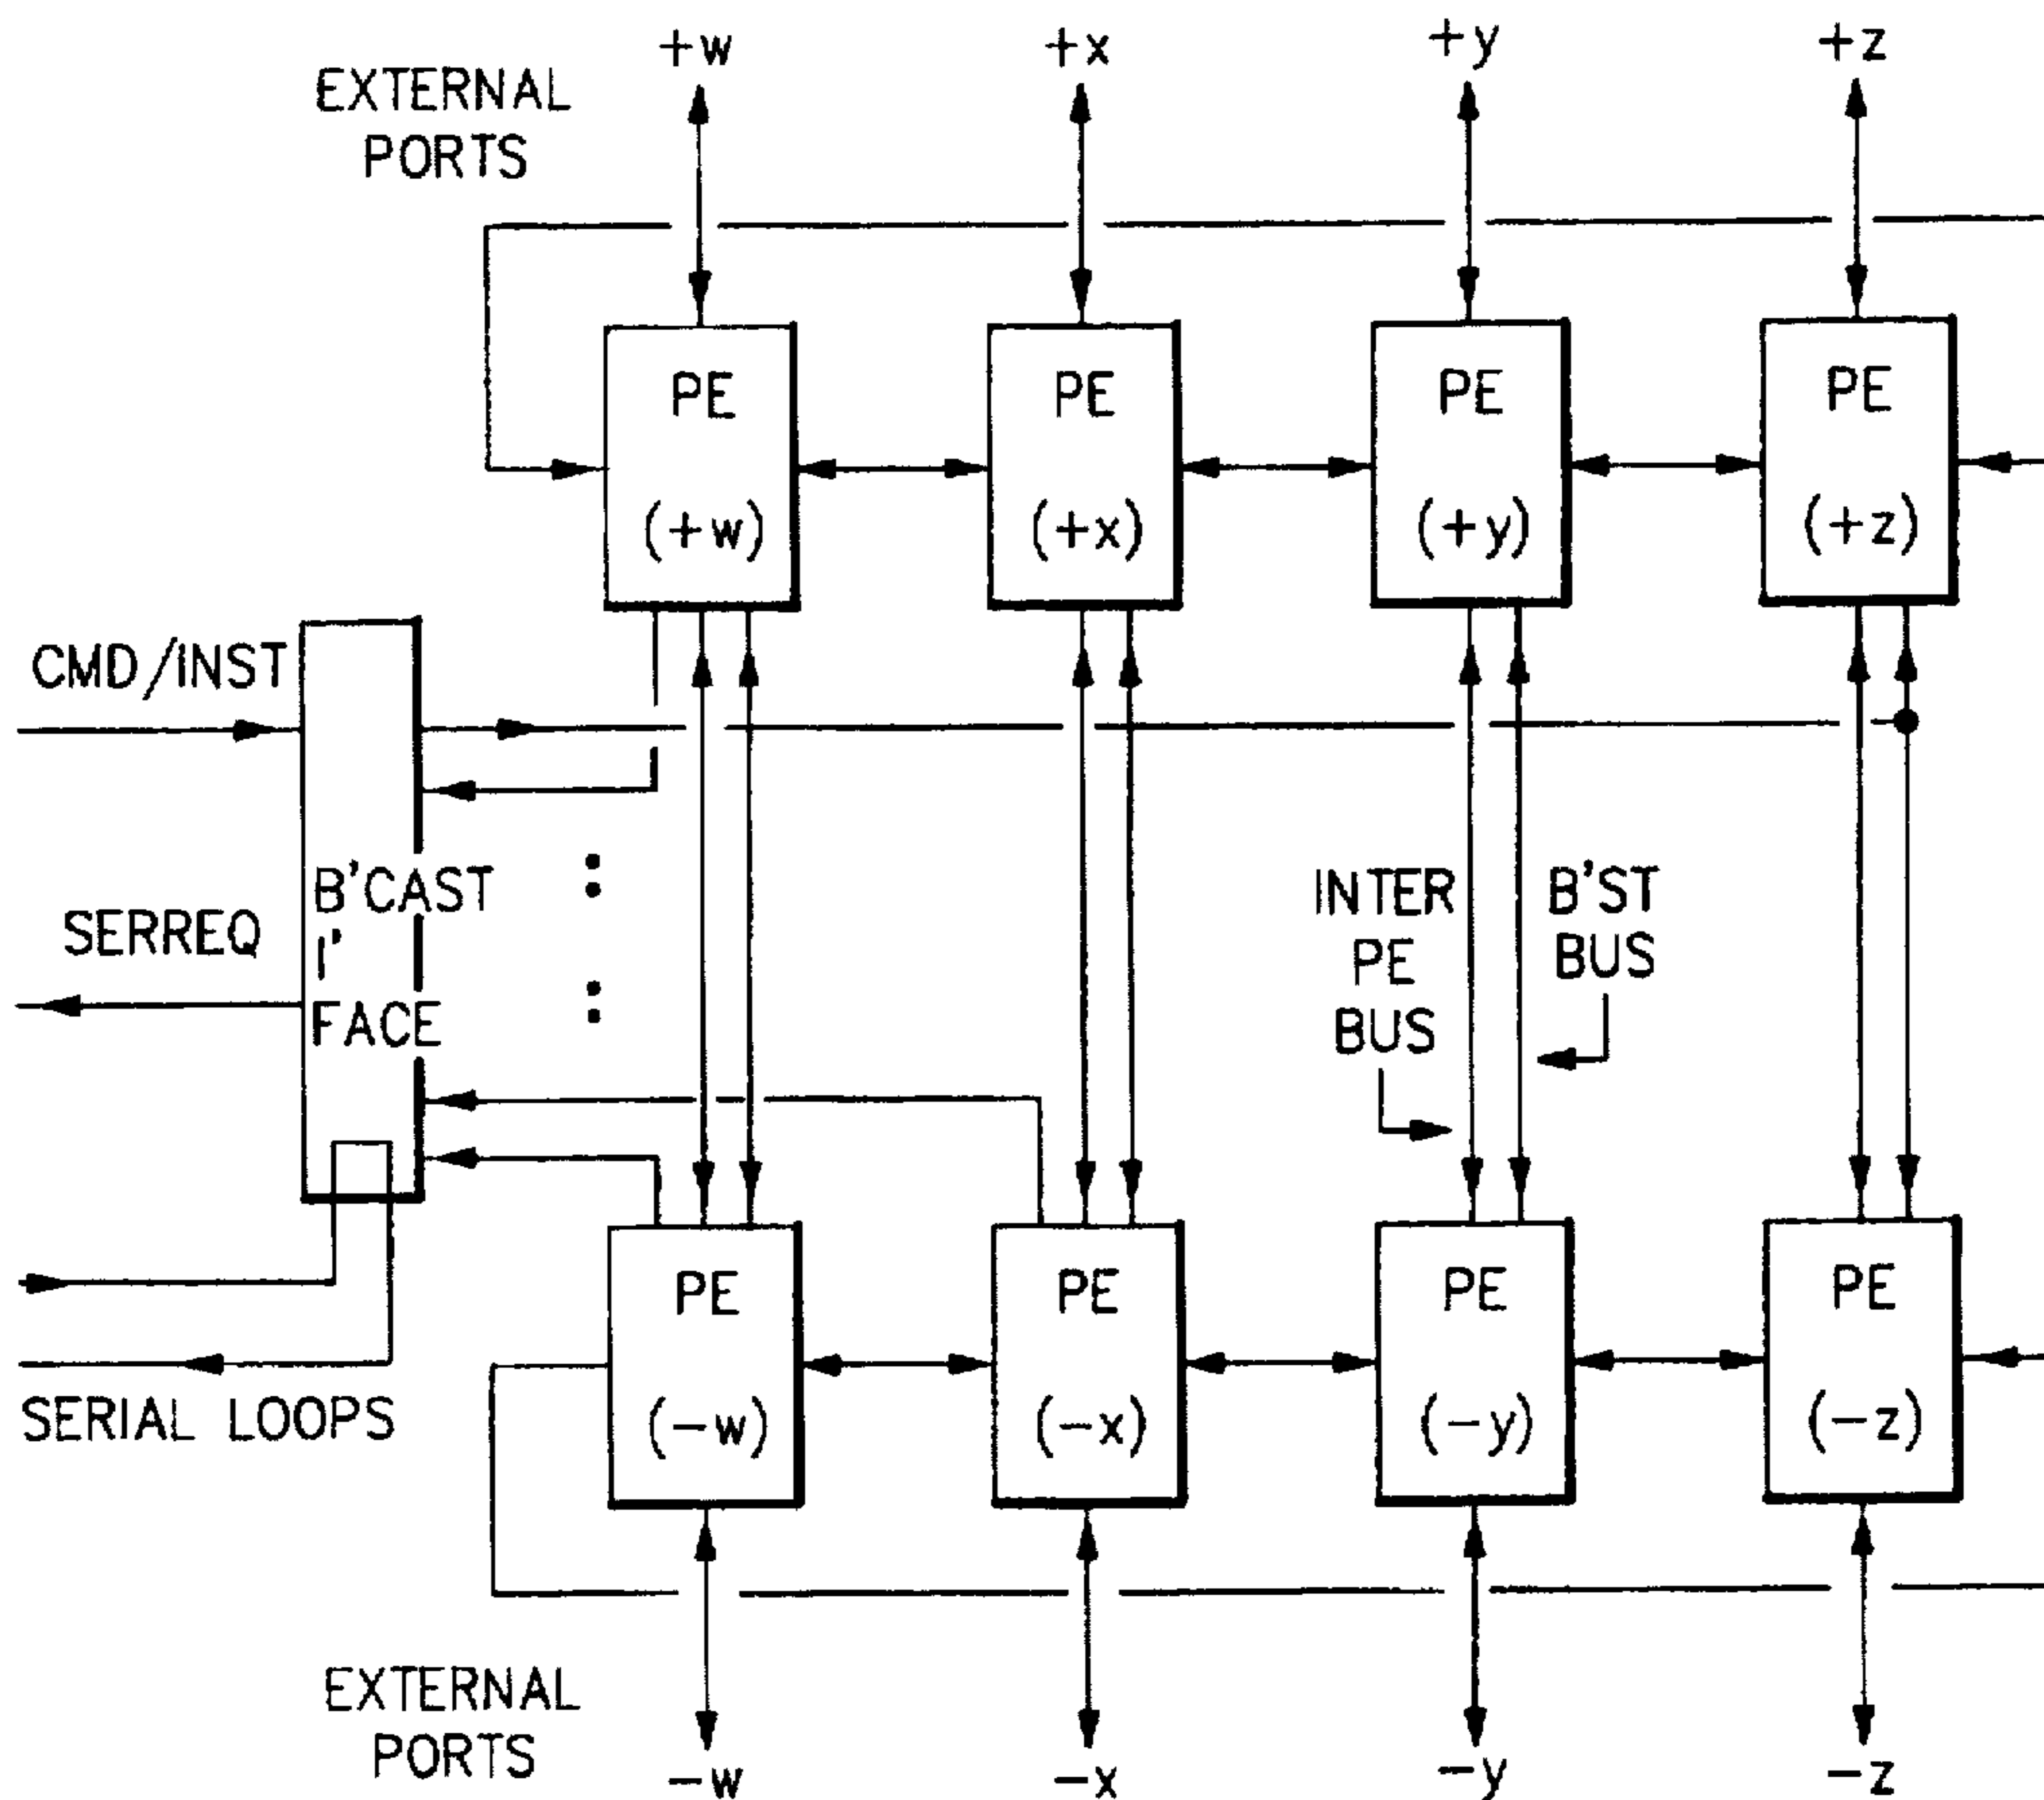 +w
+x
+y
+z
EXTERNAL
PORTS
PE
(+w)
PE
(+x)
PE
(+y)
PE
(+z)
CMD/INST
SERREQ
B'CAST
I'
FACE
INTER
PE
BUS
B'ST
BUS
SERIAL LOOPS
PE
(-w)
PE
(-x)
PE
(-y)
PE
(-z)
EXTERNAL
PORTS
-w
-x
-y
-z